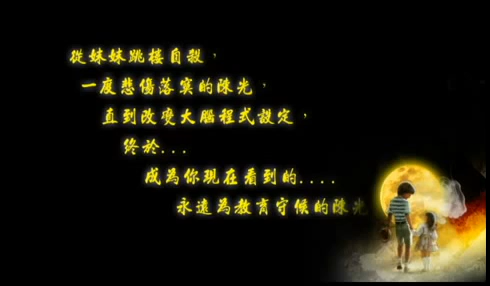 從妹妹跳樓自殺，
一度悲傷落寞的陳光，
直到改變大腦程式設定，
終於...
成為你現在看到的....
永遠為教育守候的陳光